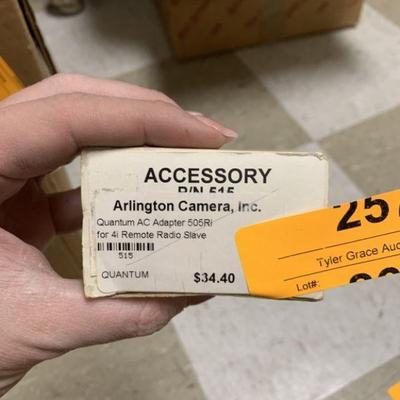 ACCESSORY
P/N 515
Arlington Camera, Inc.
Quantum AC Adapter 505Ri
for 4i Remote Radio Slave
515
QUANTUM $34.40
257
Tyler Grace Auc
Lot#: